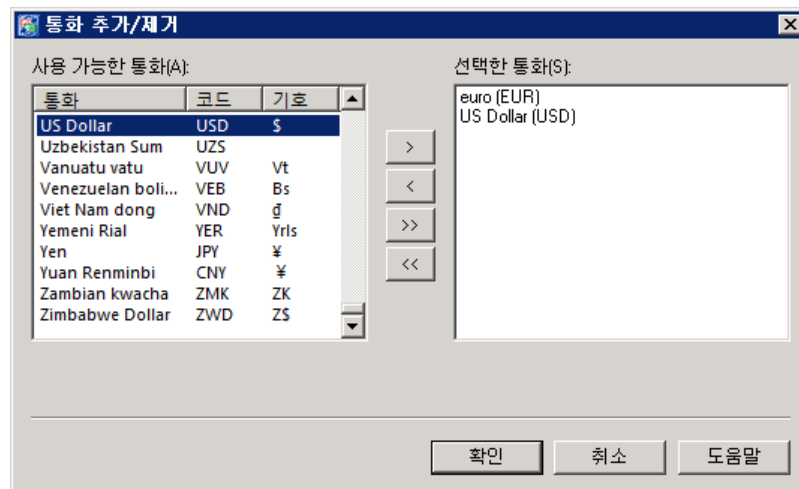 통화 추가/제거
사용 가능한 통화(A):
통화 코드 기호
US Dollar USD $
Uzbekistan Sum UZS
Vanuatu vatu VUV Vt
Venezuelan boli... VEB Bs
Viet Nam dong VND ₫
Yemeni Rial YER Yrls
Yen JPY ¥
Yuan Renminbi CNY ¥
Zambian kwacha ZMK ZK
Zimbabwe Dollar ZWD Z$
>
<
>>
<<
선택한 통화(S):
euro (EUR)
US Dollar (USD)
확인 취소 도움말